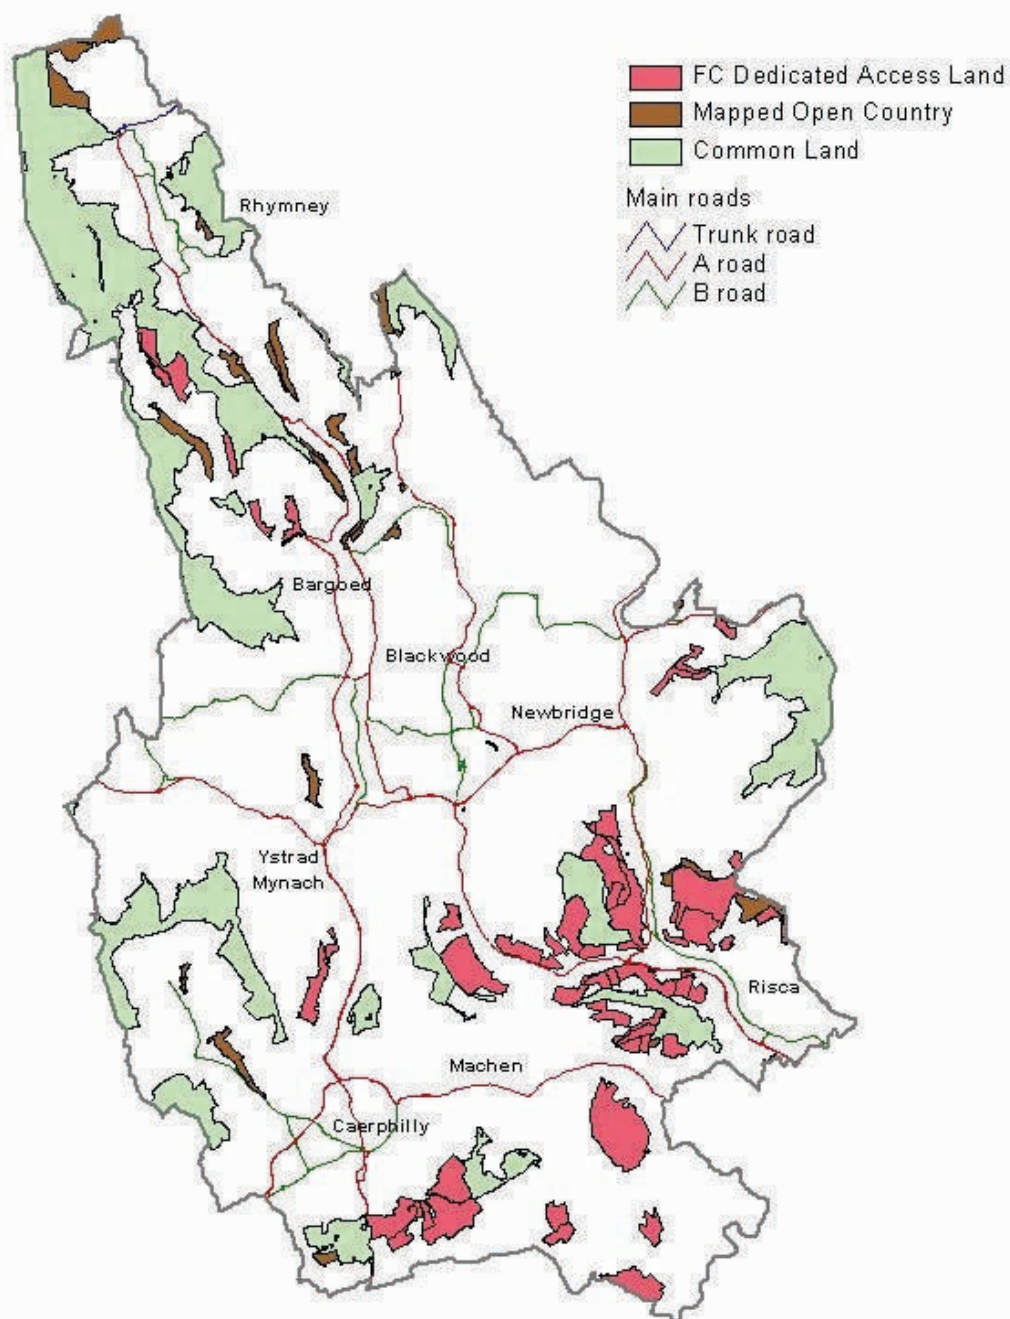 FC Dedicated Access Land
Mapped Open Country
Common Land
Main roads
Trunk road
A road
B road
Rhymney
Bargoed
Blackwood
Newbridge
Ystrad
Mynach
Risca
Machen
Caerphilly